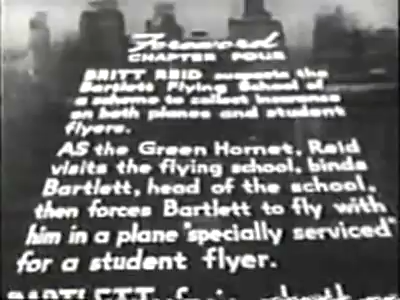 Foreword
CHAPTER FOUR
BRITT REID suspects the
Bartlett Flying School of
a scheme to collect insurance
on both planes and student
flyers.
AS the Green Hornet, Reid
visits the flying school, binds
Bartlett, head of the school,
then forces Bartlett to fly with
him in a plane "specially serviced"
for a student flyer.
BARTLETT